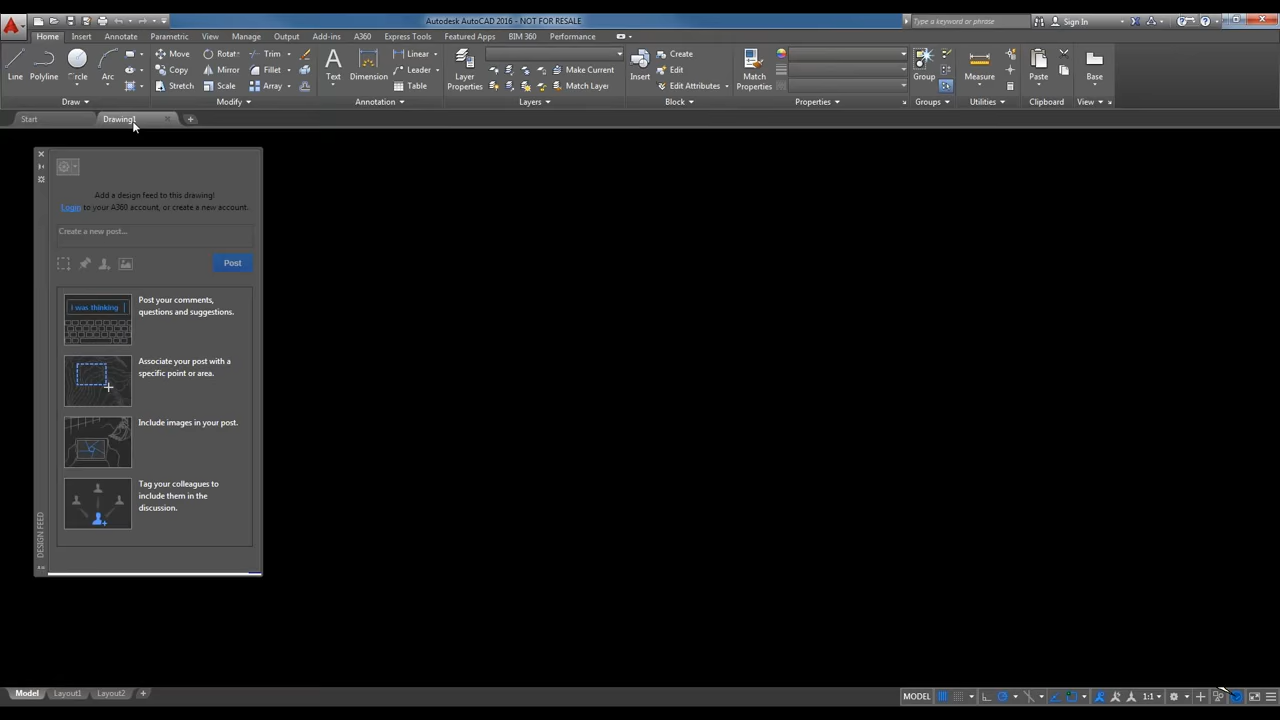 Autodesk AutoCAD 2016 - NOT FOR RESALE
Type a keyword or phrase
Sign In
Home Insert Annotate Parametric View Manage Output Add-ins A360 Express Tools Featured Apps BIM 360 Performance
Line Polyline Circle Arc
Move Rotate Trim
Copy Mirror Fillet
Stretch Scale Array
Text Dimension
Linear
Leader
Table
Layer Properties
Make Current
Match Layer
Insert
Create
Edit
Edit Attributes
Match Properties
Group Measure Paste Base
Draw Modify Annotation Layers Block Properties Groups Utilities Clipboard View
Start Drawing1
Add a design feed to this drawing!
Login to your A360 account, or create a new account.
Create a new post...
Post
I was thinking
Post your comments,
questions and suggestions.
Associate your post with a
specific point or area.
Include images in your post.
Tag your colleagues to
include them in the
discussion.
DESIGN FEED
Model Layout1 Layout2
MODEL 1:1